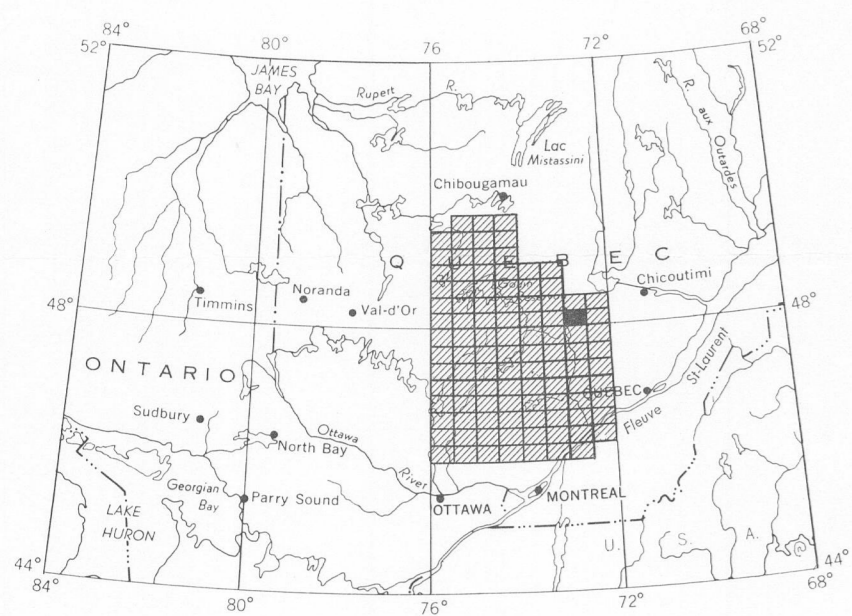 84°
80°
76
72°
68°
52°
52°
JAMES
BAY
Rupert R.
R. aux Outardes
Lac
Mistassini
Chibougamau
QUEBEC
Chicoutimi
Timmins
Noranda
Val-d'Or
48°
48°
ONTARIO
St-Laurent
QUEBEC
Fleuve
Sudbury
North Bay
Ottawa
River
Georgian
Bay
Parry Sound
OTTAWA
MONTREAL
LAKE
HURON
U. S. A.
44°
44°
84°
80°
76°
72°
68°